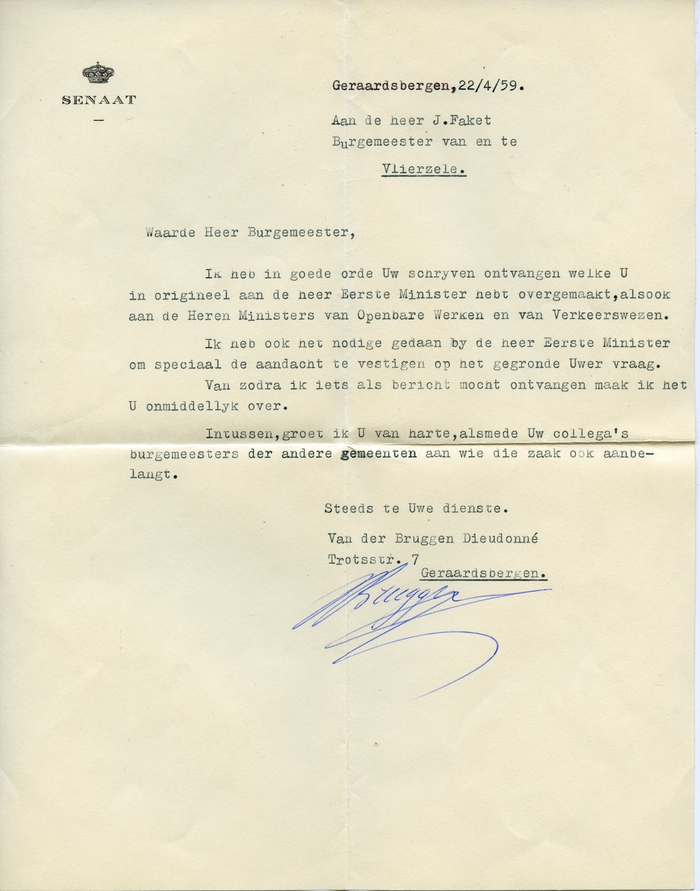 SENAAT
Geraardsbergen,22/4/59.
Aan de heer J.Faket
Burgemeester van en te
Vlierzele.
Waarde Heer Burgemeester,
Ik heb in goede orde Uw schryven ontvangen welke U
in origineel aan de heer Eerste Minister hebt overgemaakt,alsook
aan de Heren Ministers van Openbare Werken en van Verkeerswezen.
Ik heb ook het nodige gedaan by de heer Eerste Minister
om speciaal de aandacht te vestigen op het gegronde Uwer vraag.
Van zodra ik iets als bericht mocht ontvangen maak ik het
U onmiddellyk over.
Intussen,groet ik U van harte,alsmede Uw collega's
burgemeesters der andere gemeenten aan wie die zaak ook aanbe-
langt.
Steeds te Uwe dienste.
Van der Bruggen Dieudonné
Trotsstr. 7
Geraardsbergen.